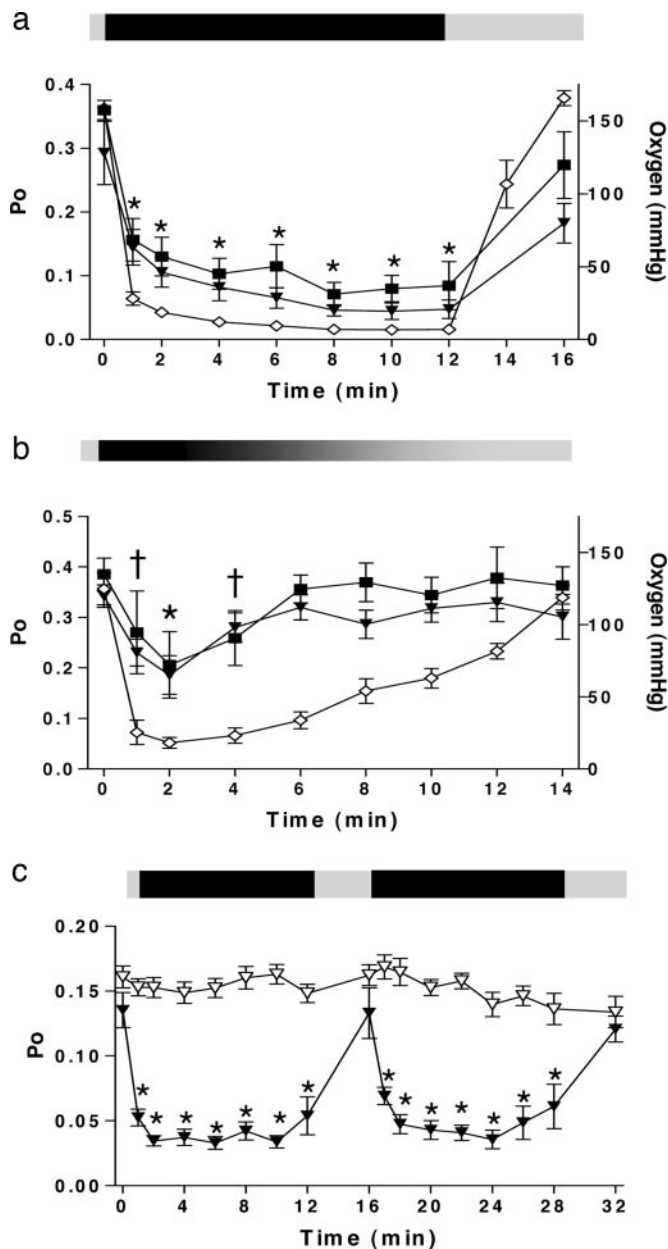 a
0.4
0.3
0.2
0.1
0.0
Po
* * * * * * *
150
100
50
0
Oxygen (mmHg)
0 2 4 6 8 10 12 14 16
Time (min)
b
0.5
0.4
0.3
0.2
0.1
0.0
Po
† * †
150
100
50
0
Oxygen (mmHg)
0 2 4 6 8 10 12 14
Time (min)
c
0.20
0.15
0.10
0.05
0.00
Po
* * * * * * * * * * * * * *
0 4 8 12 16 20 24 28 32
Time (min)